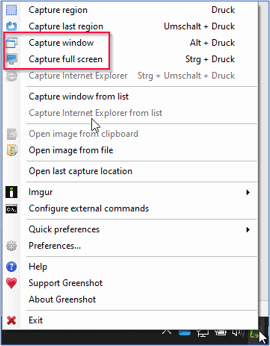 Capture region Druck
Capture last region Umschalt + Druck
Capture window Alt + Druck
Capture full screen Strg + Druck
Capture Internet Explorer Strg + Umschalt + Druck
Capture window from list
Capture Internet Explorer from list
Open image from clipboard
Open image from file
Open last capture location
Imgur
Configure external commands
Quick preferences
Preferences...
Help
Support Greenshot
About Greenshot
Exit